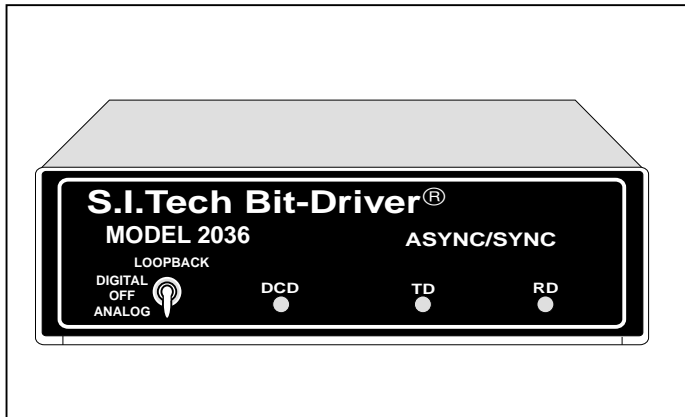 S.I.Tech Bit-Driver®
MODEL 2036
ASYNC/SYNC
LOOPBACK
DIGITAL
OFF
ANALOG
DCD
TD
RD